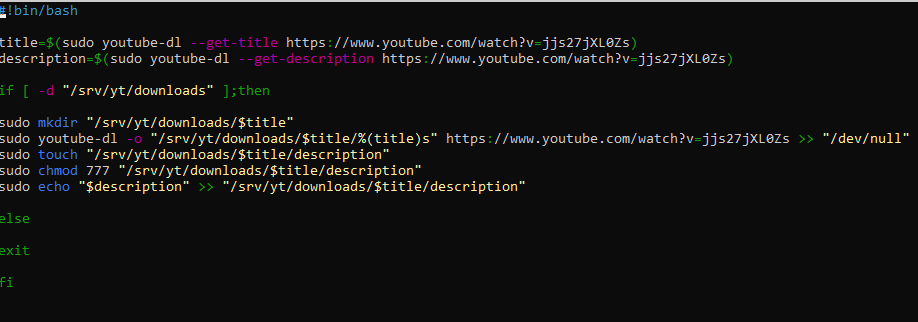 #!bin/bash
title=$(sudo youtube-dl --get-title https://www.youtube.com/watch?v=jjs27jXL0Zs)
description=$(sudo youtube-dl --get-description https://www.youtube.com/watch?v=jjs27jXL0Zs)
if [ -d "/srv/yt/downloads" ];then
sudo mkdir "/srv/yt/downloads/$title"
sudo youtube-dl -o "/srv/yt/downloads/$title/%(title)s" https://www.youtube.com/watch?v=jjs27jXL0Zs >> "/dev/null"
sudo touch "/srv/yt/downloads/$title/description"
sudo chmod 777 "/srv/yt/downloads/$title/description"
sudo echo "$description" >> "/srv/yt/downloads/$title/description"
else
exit
fi